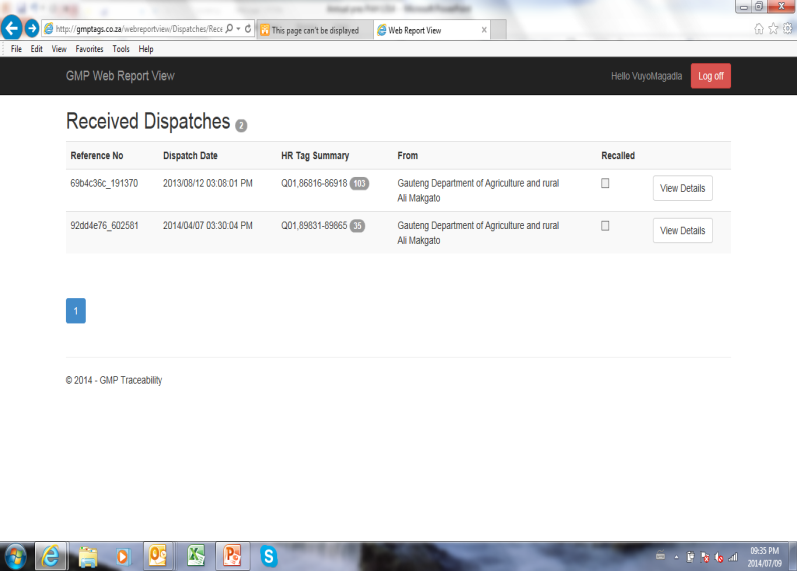 http://gmptags.co.za/webreportview/Dispatches/Rece
This page can't be displayed
Web Report View
File Edit View Favorites Tools Help
GMP Web Report View
Hello VuyoMagadla
Log off
Received Dispatches 2
Reference No Dispatch Date HR Tag Summary From Recalled
69b4c36c_191370 2013/08/12 03:08:01 PM Q01,86816-86918 103 Gauteng Department of Agriculture and rural View Details
Ali Makgato
92dd4e76_602581 2014/04/07 03:30:04 PM Q01,89831-89865 35 Gauteng Department of Agriculture and rural View Details
Ali Makgato
1
© 2014 - GMP Traceability
09:35 PM
2014/07/09